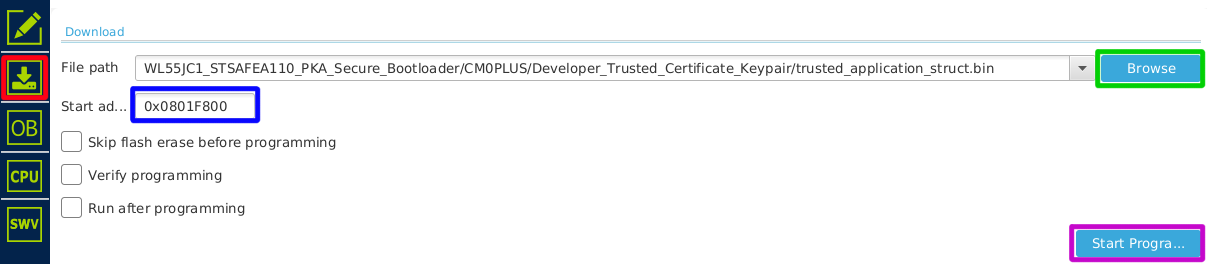 Download
File path WL55JC1_STSAFEA110_PKA_Secure_Bootloader/CM0PLUS/Developer_Trusted_Certificate_Keypair/trusted_application_struct.bin Browse
Start ad... 0x0801F800
OB Skip flash erase before programming
CPU Verify programming
Run after programming
SWV
Start Progra...